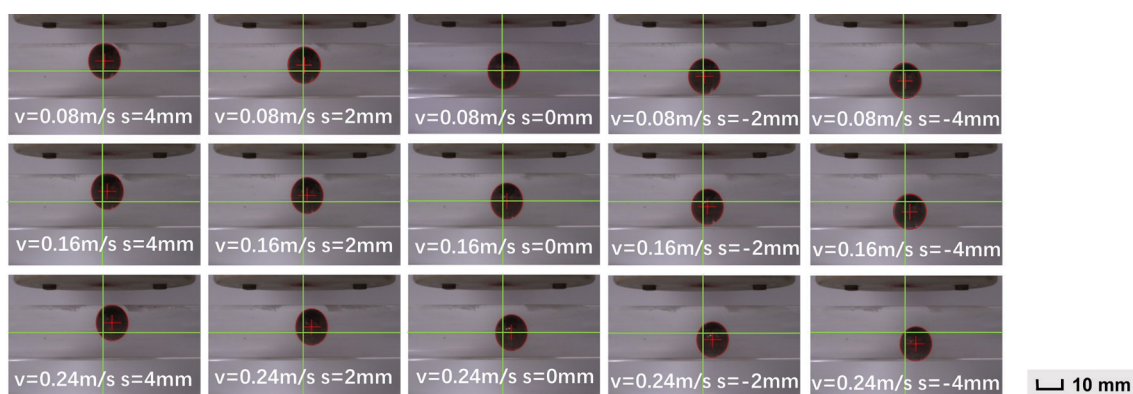 v=0.08m/s s=4mm
v=0.08m/s s=2mm
v=0.08m/s s=0mm
v=0.08m/s s=-2mm
v=0.08m/s s=-4mm
v=0.16m/s s=4mm
v=0.16m/s s=2mm
v=0.16m/s s=0mm
v=0.16m/s s=-2mm
v=0.16m/s s=-4mm
v=0.24m/s s=4mm
v=0.24m/s s=2mm
v=0.24m/s s=0mm
v=0.24m/s s=-2mm
v=0.24m/s s=-4mm
10 mm